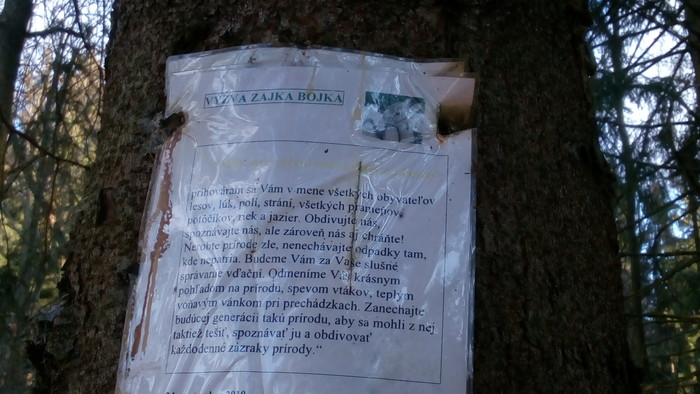 VÝZVA ZAJKA BOJKA
prihováram sa Vám v mene všetkých obyvateľov
lesov, lúk, polí, strání, všetkých prameňov,
potôčikov, riek a jazier. Obdivujte nás,
spoznávajte nás, ale zároveň nás aj chráňte!
Nerobte prírode zle, nenechávajte odpadky tam,
kde nepatria. Budeme Vám za Vaše slušné
správanie vďační. Odmeníme Vás krásnym
pohľadom na prírodu, spevom vtákov, teplým
voňavým vánkom pri prechádzkach. Zanechajte
budúcej generácii takú prírodu, aby sa mohli z nej
taktiež tešiť, spoznávať ju a obdivovať
každodenné zázraky prírody.“